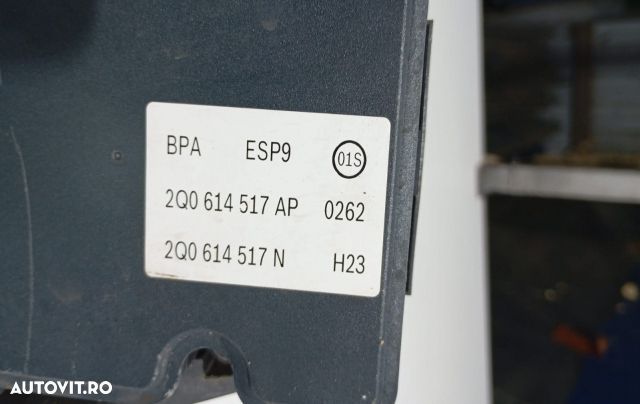 BPA ESP9 01S
2Q0 614 517 AP 0262
2Q0 614 517 N H23
AUTOVIT.RO